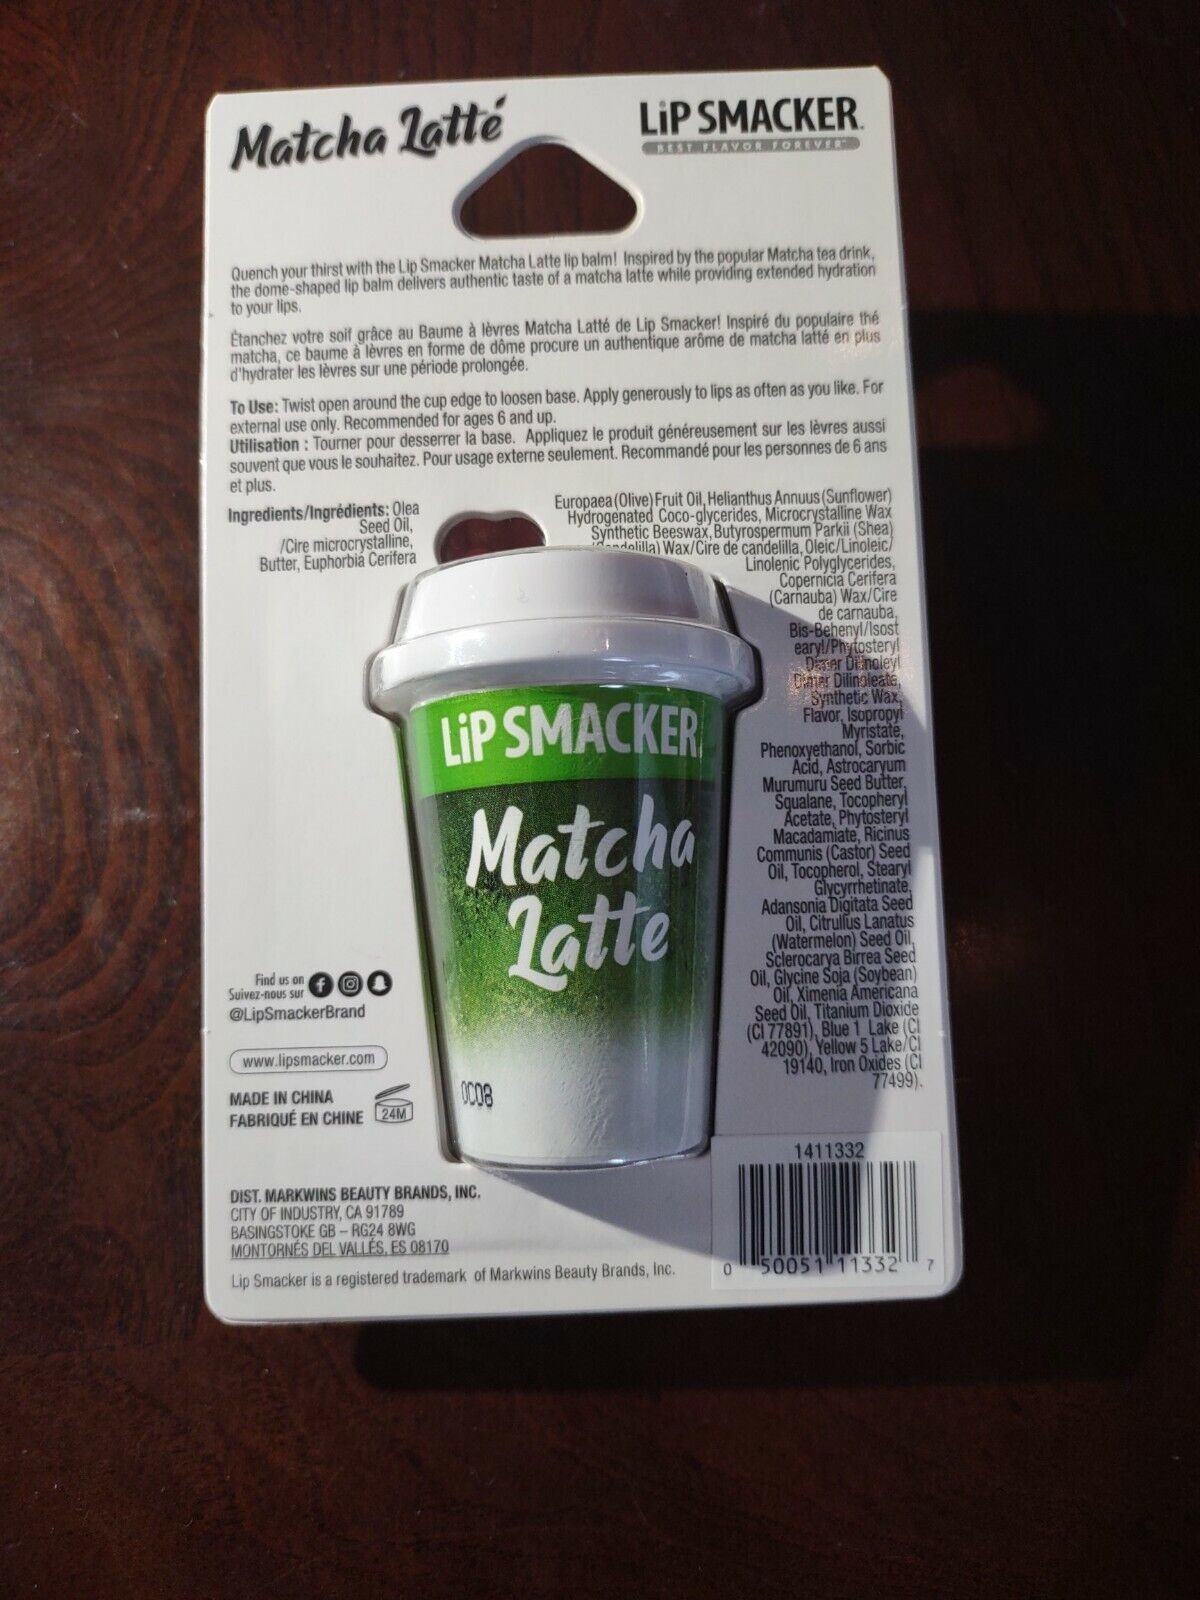 Matcha Latté
LiP SMACKER.
BEST FLAVOR FOREVER™
Quench your thirst with the Lip Smacker Matcha Latte lip balm! Inspired by the popular Matcha tea drink,
the dome-shaped lip balm delivers authentic taste of a matcha latte while providing extended hydration
to your lips.
Étanchez votre soif grâce au Baume à lèvres Matcha Latté de Lip Smacker! Inspiré du populaire thé
matcha, ce baume à lèvres en forme de dôme procure un authentique arôme de matcha latté en plus
d'hydrater les lèvres sur une période prolongée.
To Use: Twist open around the cup edge to loosen base. Apply generously to lips as often as you like. For
external use only. Recommended for ages 6 and up.
Utilisation : Tourner pour desserrer la base. Appliquez le produit généreusement sur les lèvres aussi
souvent que vous le souhaitez. Pour usage externe seulement. Recommandé pour les personnes de 6 ans
et plus.
Ingredients/Ingrédients: Olea Europaea (Olive) Fruit Oil, Helianthus Annuus (Sunflower)
Seed Oil, Hydrogenated Coco-glycerides, Microcrystalline Wax
/Cire microcrystalline, Synthetic Beeswax, Butyrospermum Parkii (Shea)
Butter, Euphorbia Cerifera (Candelilla) Wax/Cire de candelilla, Oleic/Linoleic/
Linolenic Polyglycerides,
Copernicia Cerifera
(Carnauba) Wax/Cire
de carnauba,
Bis-Behenyl/Isost
earyl/Phytosteryl
Dimer Dilinoleyl
Dimer Dilinoleate,
Synthetic Wax,
Flavor, Isopropyl
Myristate,
Phenoxyethanol, Sorbic
Acid, Astrocaryum
Murumuru Seed Butter,
Squalane, Tocopheryl
Acetate, Phytosteryl
Macadamiate, Ricinus
Communis (Castor) Seed
Oil, Tocopherol, Stearyl
Glycyrrhetinate,
Adansonia Digitata Seed
Oil, Citrullus Lanatus
(Watermelon) Seed Oil,
Sclerocarya Birrea Seed
Oil, Glycine Soja (Soybean)
Oil, Ximenia Americana
Seed Oil, Titanium Dioxide
(CI 77891), Blue 1 Lake (CI
42090), Yellow 5 Lake/CI
19140, Iron Oxides (CI
77499).
LiP SMACKER.
Matcha
Latte
0C08
Find us on
Suivez-nous sur
@LipSmackerBrand
www.lipsmacker.com
MADE IN CHINA
FABRIQUÉ EN CHINE
24M
DIST. MARKWINS BEAUTY BRANDS, INC.
CITY OF INDUSTRY, CA 91789
BASINGSTOKE GB – RG24 8WG
MONTORNÉS DEL VALLÉS, ES 08170
Lip Smacker is a registered trademark of Markwins Beauty Brands, Inc.
1411332
0 50051 11332 7